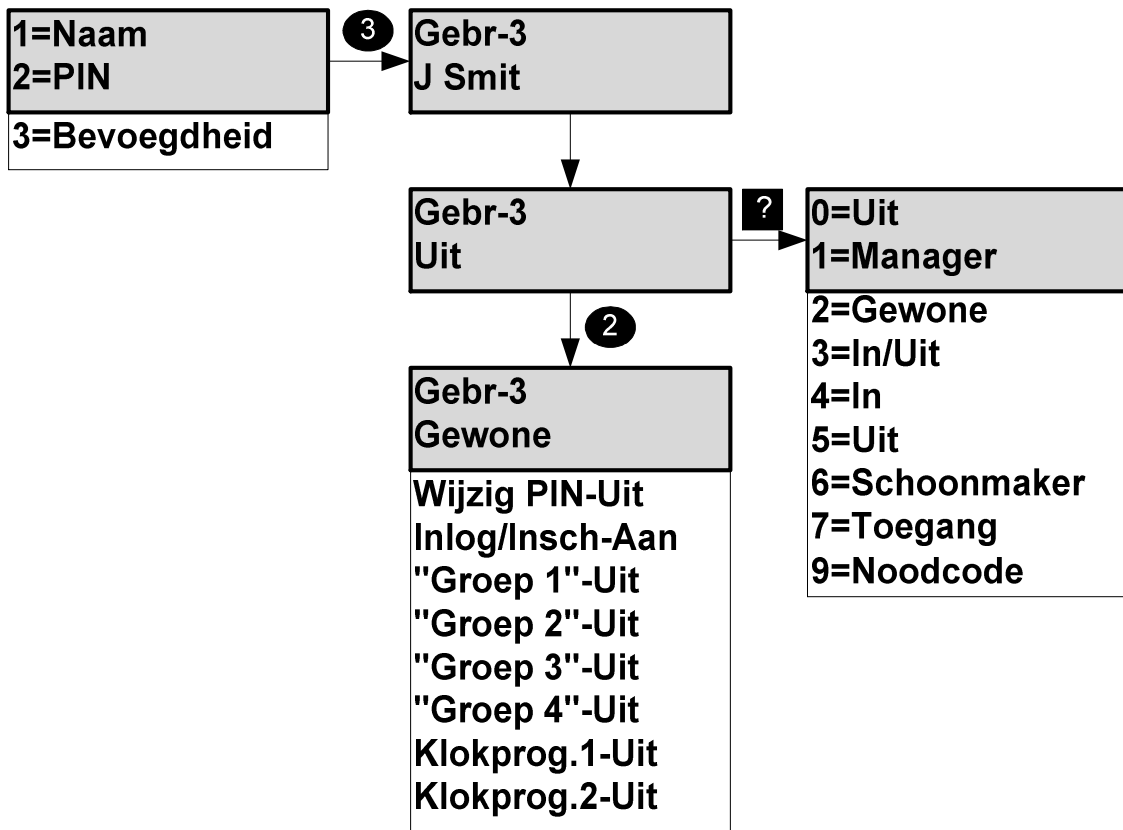 1=Naam
2=PIN
3=Bevoegdheid
3
Gebr-3
J Smit
Gebr-3
Uit
?
0=Uit
1=Manager
2=Gewone
3=In/Uit
4=In
5=Uit
6=Schoonmaker
7=Toegang
9=Noodcode
2
Gebr-3
Gewone
Wijzig PIN-Uit
Inlog/Insch-Aan
"Groep 1"-Uit
"Groep 2"-Uit
"Groep 3"-Uit
"Groep 4"-Uit
Klokprog.1-Uit
Klokprog.2-Uit